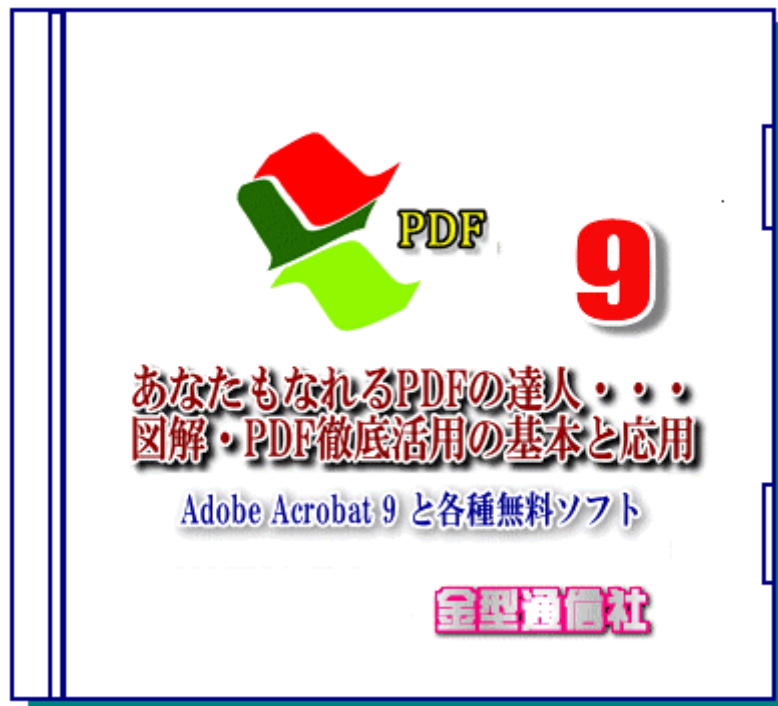 PDF
9
あなたもなれるPDFの達人・・・
図解・PDF徹底活用の基本と応用
Adobe Acrobat 9 と各種無料ソフト
金型通信社